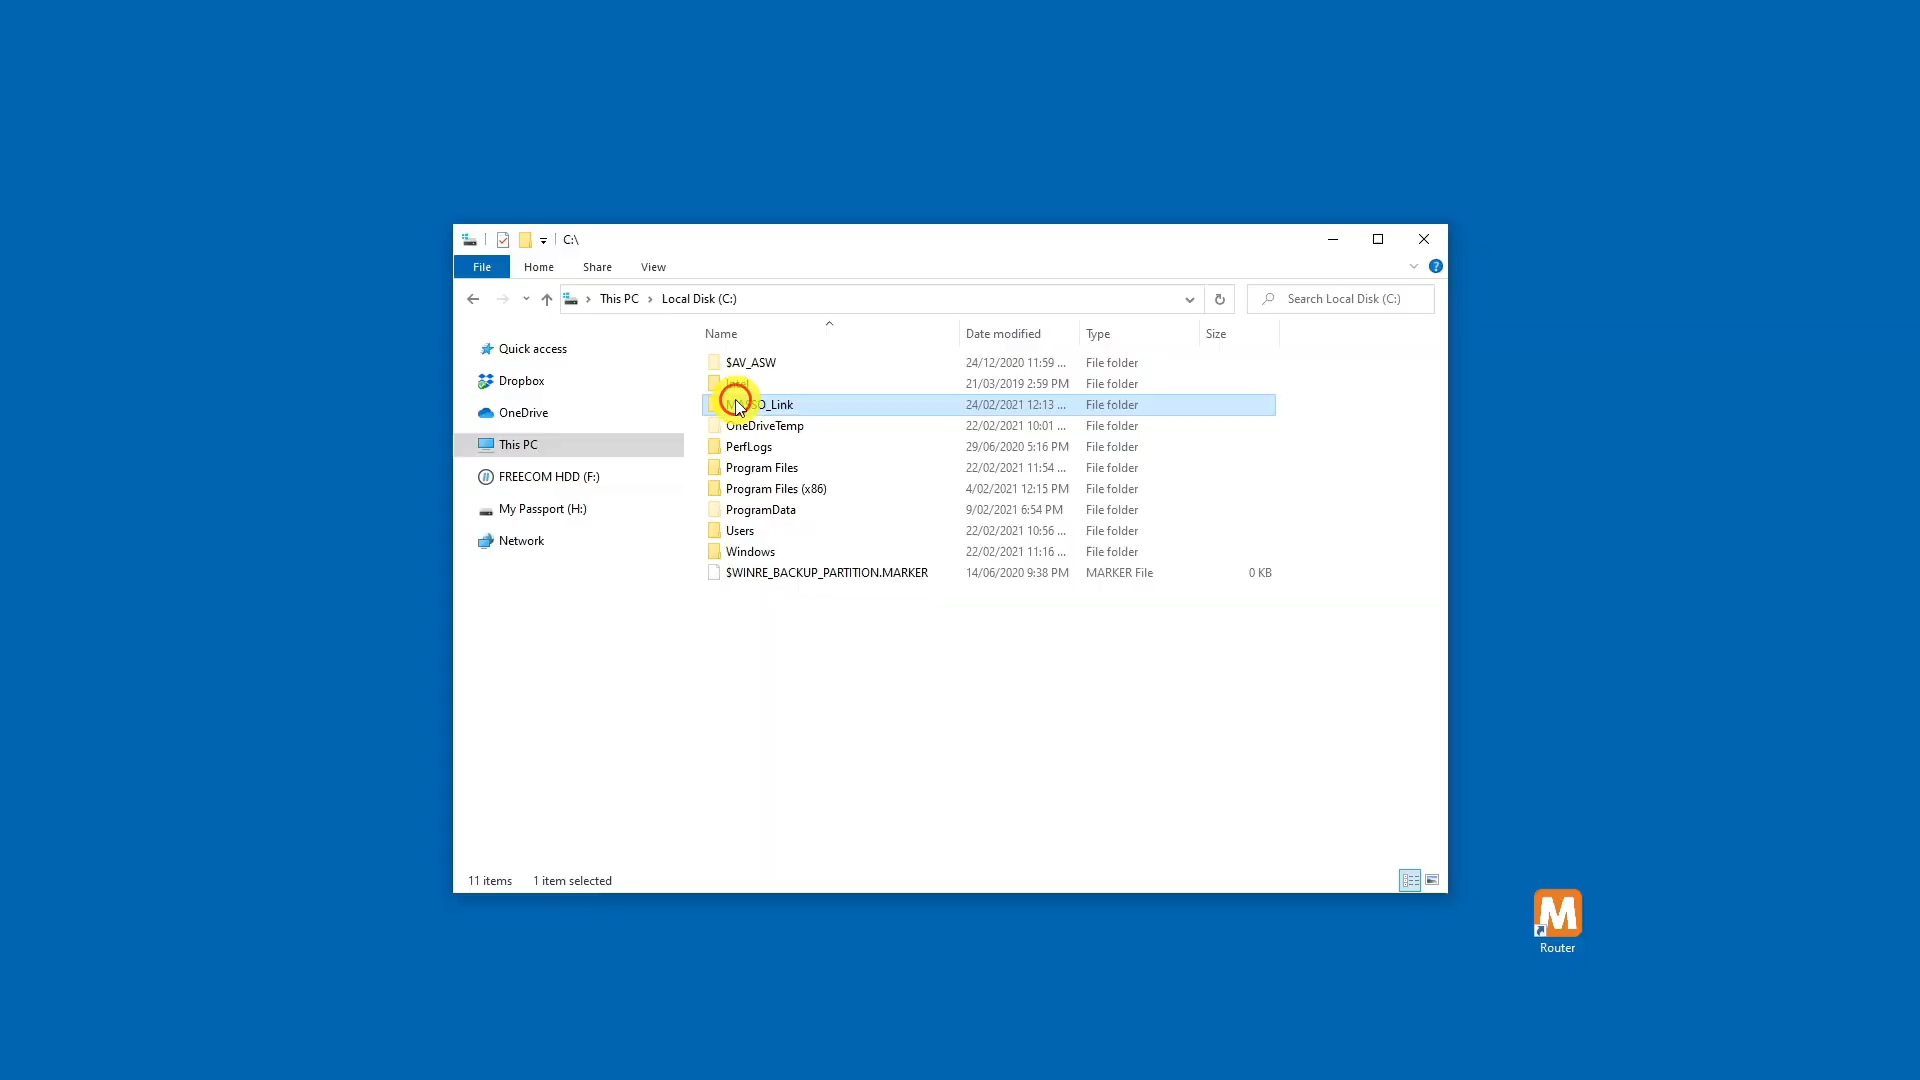 C:\
File Home Share View
This PC Local Disk (C:) Search Local Disk (C:)
Name Date modified Type Size
Quick access
Dropbox
OneDrive
This PC
FREECOM HDD (F:)
My Passport (H:)
Network
$AV_ASW 24/12/2020 11:59 ... File folder
Intel 21/03/2019 2:59 PM File folder
MASSO_Link 24/02/2021 12:13 ... File folder
OneDriveTemp 22/02/2021 10:01 ... File folder
PerfLogs 29/06/2020 5:16 PM File folder
Program Files 22/02/2021 11:54 ... File folder
Program Files (x86) 4/02/2021 12:15 PM File folder
ProgramData 9/02/2021 6:54 PM File folder
Users 22/02/2021 10:56 ... File folder
Windows 22/02/2021 11:16 ... File folder
$WINRE_BACKUP_PARTITION.MARKER 14/06/2020 9:38 PM MARKER File 0 KB
11 items 1 item selected
M
Router